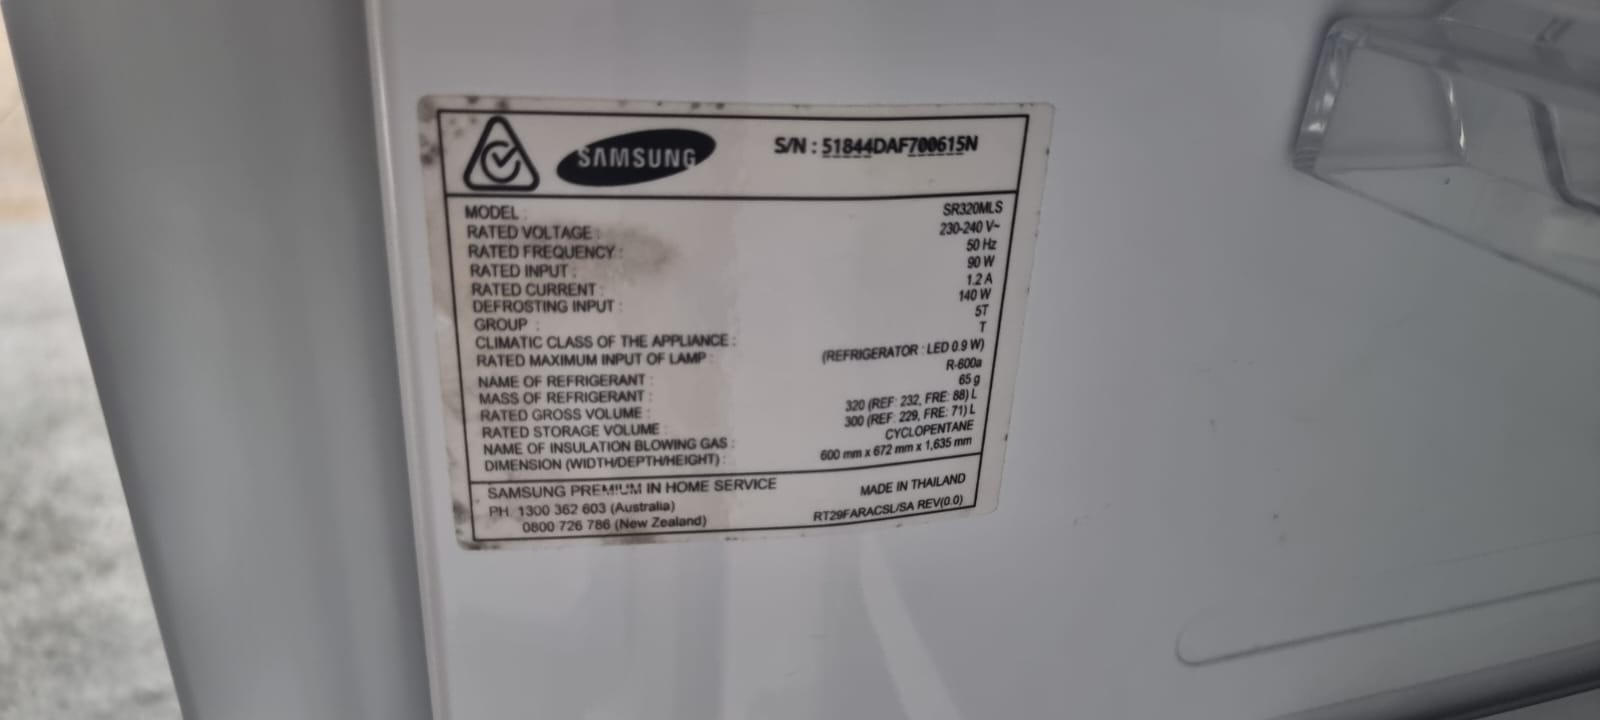 SAMSUNG S/N : 51844DAF700615N
MODEL : SR320MLS
RATED VOLTAGE : 230-240 V~
RATED FREQUENCY : 50 Hz
RATED INPUT : 90 W
RATED CURRENT : 1.2 A
DEFROSTING INPUT : 140 W
GROUP : 5T
CLIMATIC CLASS OF THE APPLIANCE : T
RATED MAXIMUM INPUT OF LAMP : (REFRIGERATOR : LED 0.9 W)
NAME OF REFRIGERANT : R-600a
MASS OF REFRIGERANT : 65 g
RATED GROSS VOLUME : 320 (REF: 232, FRE: 88) L
RATED STORAGE VOLUME : 300 (REF: 229, FRE: 71) L
NAME OF INSULATION BLOWING GAS : CYCLOPENTANE
DIMENSION (WIDTH/DEPTH/HEIGHT) : 600 mm x 672 mm x 1,635 mm
SAMSUNG PREMIUM IN HOME SERVICE MADE IN THAILAND
PH. 1300 362 603 (Australia)
0800 726 786 (New Zealand) RT29FARACSL/SA REV(0.0)